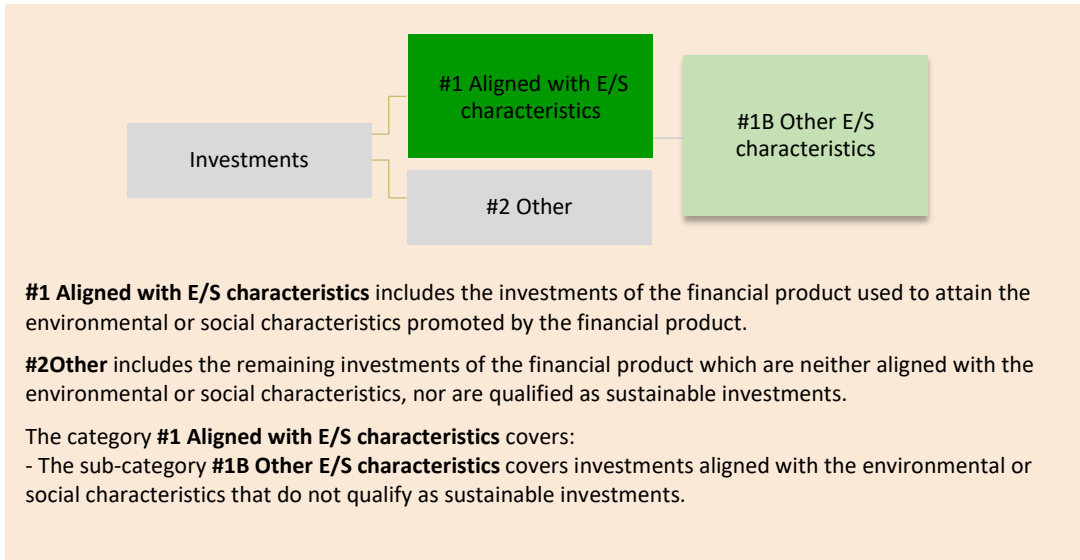 #1 Aligned with E/S
characteristics
#1B Other E/S
characteristics
Investments
#2 Other
#1 Aligned with E/S characteristics includes the investments of the financial product used to attain the
environmental or social characteristics promoted by the financial product.
#2Other includes the remaining investments of the financial product which are neither aligned with the
environmental or social characteristics, nor are qualified as sustainable investments.
The category #1 Aligned with E/S characteristics covers:
- The sub-category #1B Other E/S characteristics covers investments aligned with the environmental or
social characteristics that do not qualify as sustainable investments.